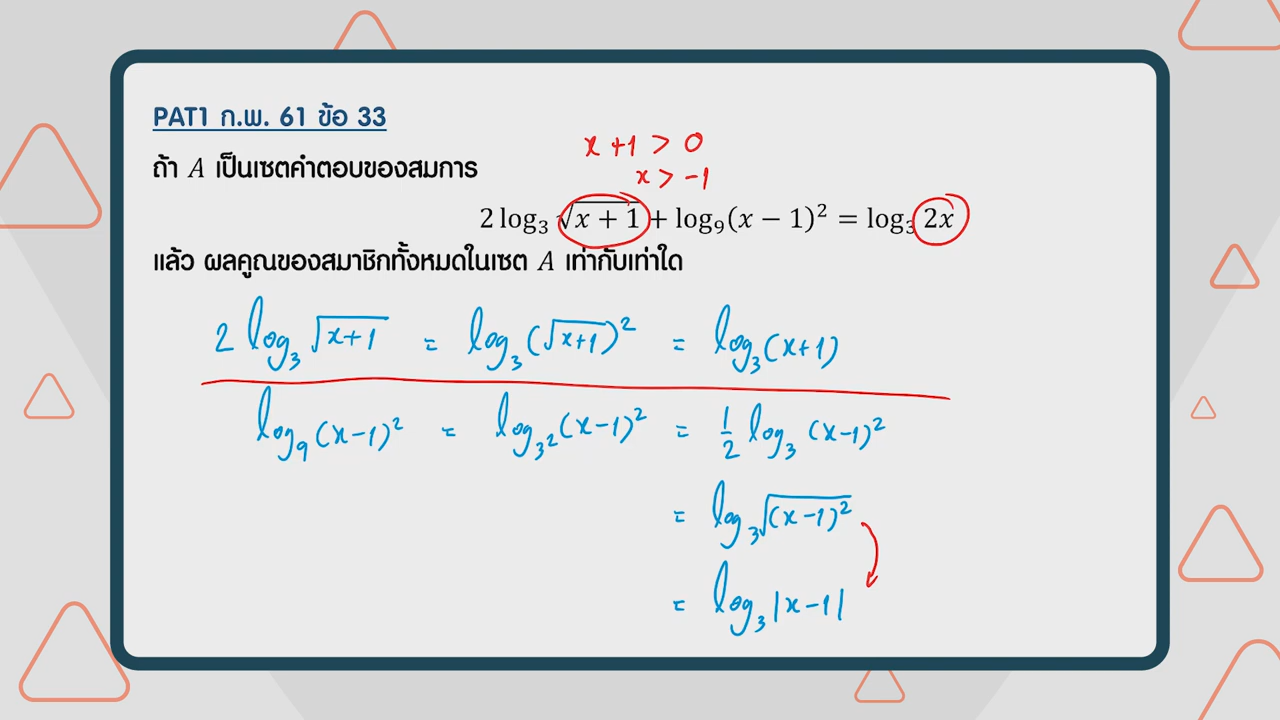 PAT1 ก.พ. 61 ข้อ 33
x + 1 > 0
ถ้า A เป็นเซตคำตอบของสมการ
x > -1
2 log₃ √(x + 1) + log₉(x − 1)² = log₃ 2x
แล้ว ผลคูณของสมาชิกทั้งหมดในเซต A เท่ากับเท่าใด
2 log₃ √(x+1) = log₃ (√(x+1))² = log₃ (x+1)
log₉ (x−1)² = log₃² (x−1)² = ½ log₃ (x−1)²
= log₃ √((x−1)²)
= log₃ |x−1|